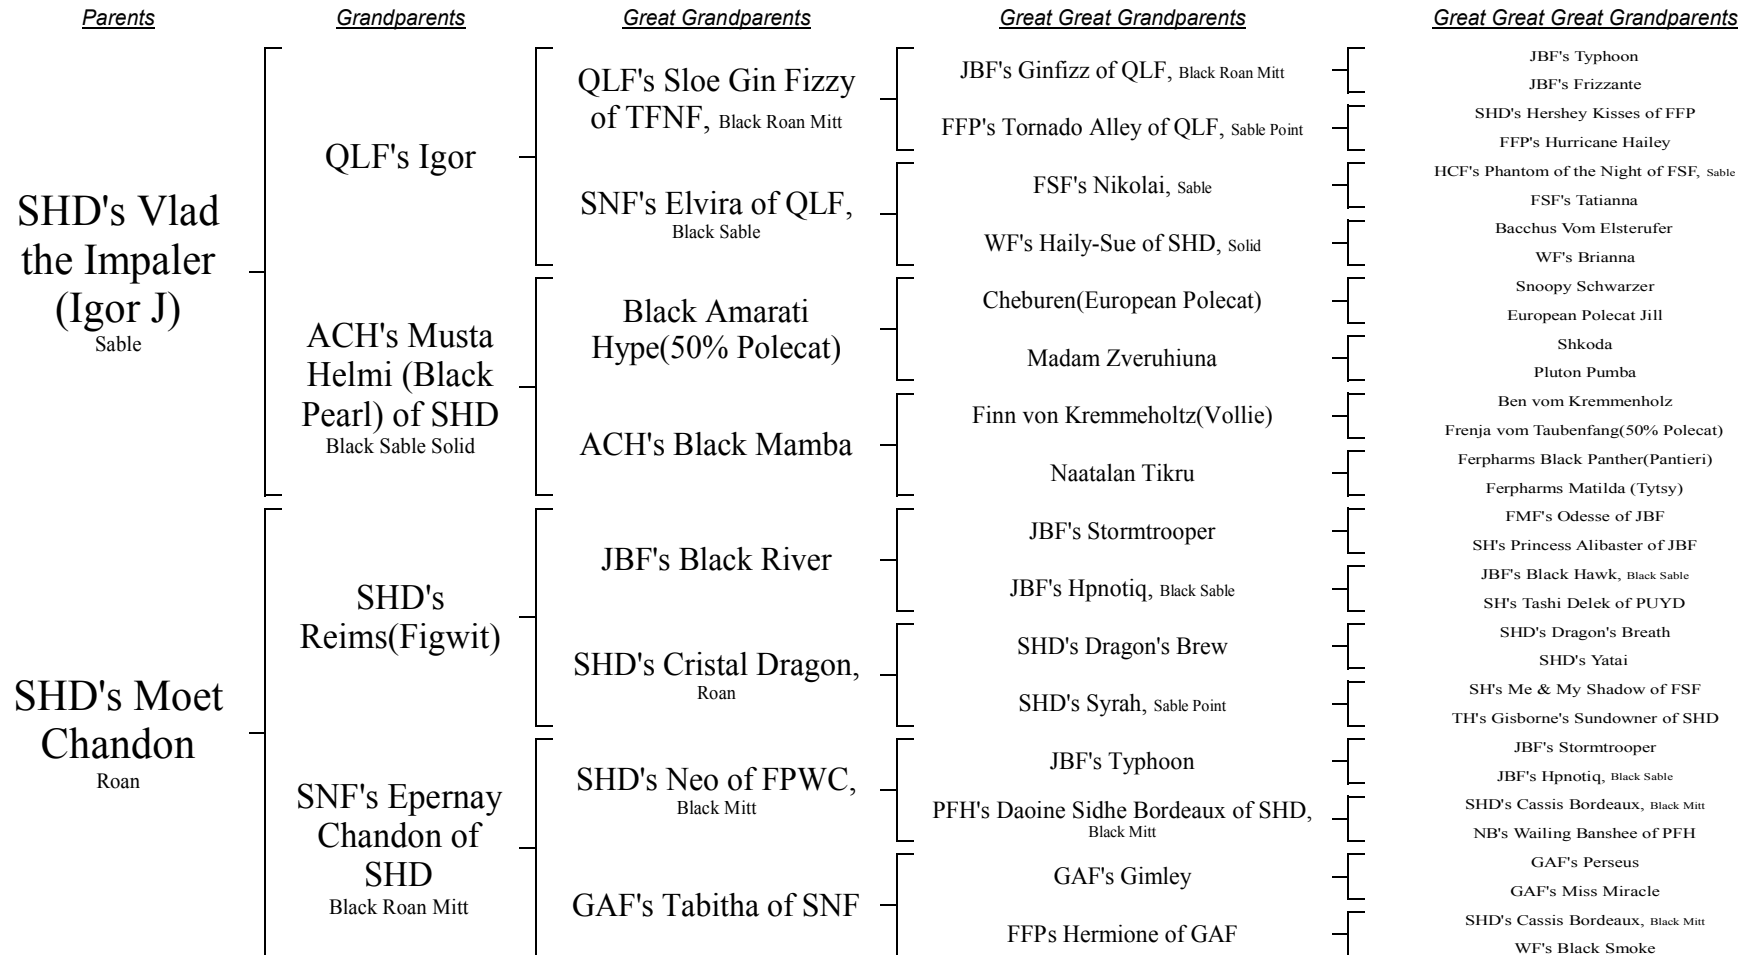 Parents
Grandparents
Great Grandparents
Great Great Grandparents
Great Great Great Grandparents
SHD's Vlad
the Impaler
(Igor J)
Sable
SHD's Moet
Chandon
Roan
QLF's Igor
ACH's Musta
Helmi (Black
Pearl) of SHD
Black Sable Solid
SHD's
Reims(Figwit)
SNF's Epernay
Chandon of
SHD
Black Roan Mitt
QLF's Sloe Gin Fizzy
of TFNF, Black Roan Mitt
SNF's Elvira of QLF,
Black Sable
Black Amarati
Hype(50% Polecat)
ACH's Black Mamba
JBF's Black River
SHD's Cristal Dragon,
Roan
SHD's Neo of FPWC,
Black Mitt
GAF's Tabitha of SNF
JBF's Ginfizz of QLF, Black Roan Mitt
FFP's Tornado Alley of QLF, Sable Point
FSF's Nikolai, Sable
WF's Haily-Sue of SHD, Solid
Cheburen(European Polecat)
Madam Zveruhiuna
Finn von Kremmeholtz(Vollie)
Naatalan Tikru
JBF's Stormtrooper
JBF's Hpnotiq, Black Sable
SHD's Dragon's Brew
SHD's Syrah, Sable Point
JBF's Typhoon
PFH's Daoine Sidhe Bordeaux of SHD,
Black Mitt
GAF's Gimley
FFPs Hermione of GAF
JBF's Typhoon
JBF's Frizzante
SHD's Hershey Kisses of FFP
FFP's Hurricane Hailey
HCF's Phantom of the Night of FSF, Sable
FSF's Tatianna
Bacchus Vom Elsterufer
WF's Brianna
Snoopy Schwarzer
European Polecat Jill
Shkoda
Pluton Pumba
Ben vom Kremmenholz
Frenja vom Taubenfang(50% Polecat)
Ferpharms Black Panther(Pantieri)
Ferpharms Matilda (Tytsy)
FMF's Odesse of JBF
SH's Princess Alibaster of JBF
JBF's Black Hawk, Black Sable
SH's Tashi Delek of PUYD
SHD's Dragon's Breath
SHD's Yatai
SH's Me & My Shadow of FSF
TH's Gisborne's Sundowner of SHD
JBF's Stormtrooper
JBF's Hpnotiq, Black Sable
SHD's Cassis Bordeaux, Black Mitt
NB's Wailing Banshee of PFH
GAF's Perseus
GAF's Miss Miracle
SHD's Cassis Bordeaux, Black Mitt
WF's Black Smoke